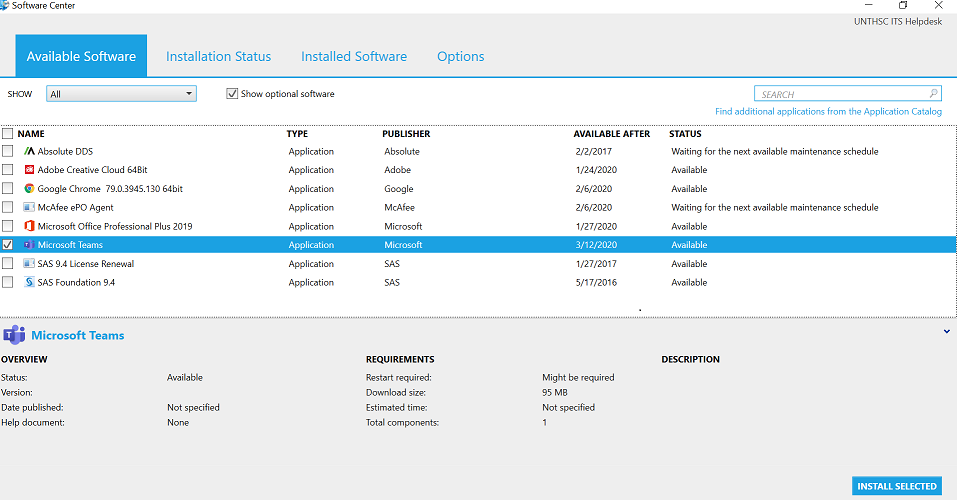 Software Center
UNTHSC ITS Helpdesk
Available Software Installation Status Installed Software Options
SHOW All Show optional software SEARCH
Find additional applications from the Application Catalog
NAME TYPE PUBLISHER AVAILABLE AFTER STATUS
Absolute DDS Application Absolute 2/2/2017 Waiting for the next available maintenance schedule
Adobe Creative Cloud 64Bit Application Adobe 1/24/2020 Available
Google Chrome 79.0.3945.130 64bit Application Google 2/6/2020 Available
McAfee ePO Agent Application McAfee 2/6/2020 Waiting for the next available maintenance schedule
Microsoft Office Professional Plus 2019 Application Microsoft 1/27/2020 Available
Microsoft Teams Application Microsoft 3/12/2020 Available
SAS 9.4 License Renewal Application SAS 1/27/2017 Available
SAS Foundation 9.4 Application SAS 5/17/2016 Available
Microsoft Teams
OVERVIEW REQUIREMENTS DESCRIPTION
Status: Available Restart required: Might be required
Version: Download size: 95 MB
Date published: Not specified Estimated time: Not specified
Help document: None Total components: 1
INSTALL SELECTED